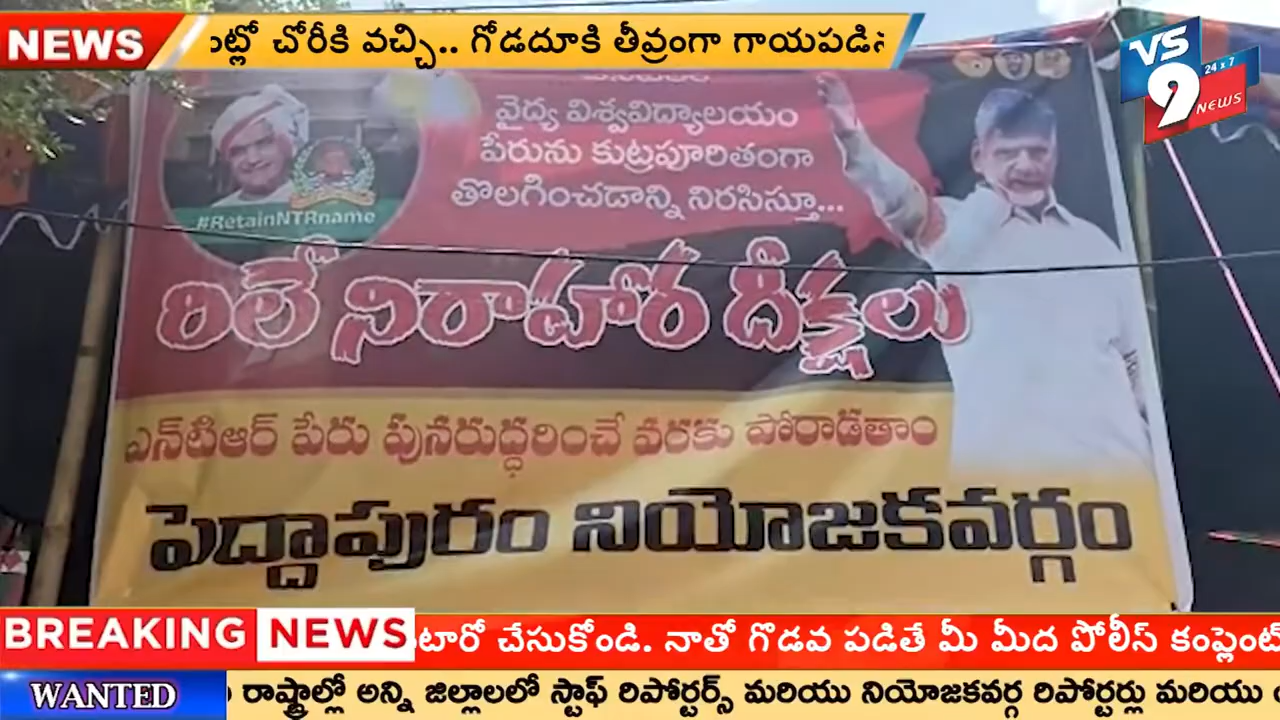 NEWS
చోరీకి వచ్చి.. గోడదూకి తీవ్రంగా
VS
9
24 x 7
NEWS
వైద్య విశ్వవిద్యాలయం
పేరును కుట్రపూరితంగా
తొలగించడాన్ని నిరసిస్తూ...
#RetainNTRname
రిలే నిరాహార దీక్షలు
ఎన్‌టిఆర్ పేరు పునరుద్ధరించే వరకు పోరాడతాం
పెద్దాపురం నియోజకవర్గం
BREAKING NEWS
చేసుకోండి. నాతో గొడవ పడితే మీ మీద పోలీస్ కంప్లైంట్
WANTED
రాష్ట్రాల్లో అన్ని జిల్లాలలో స్టాఫ్ రిపోర్టర్స్ మరియు నియోజకవర్గ రిపోర్టర్లు మరియు